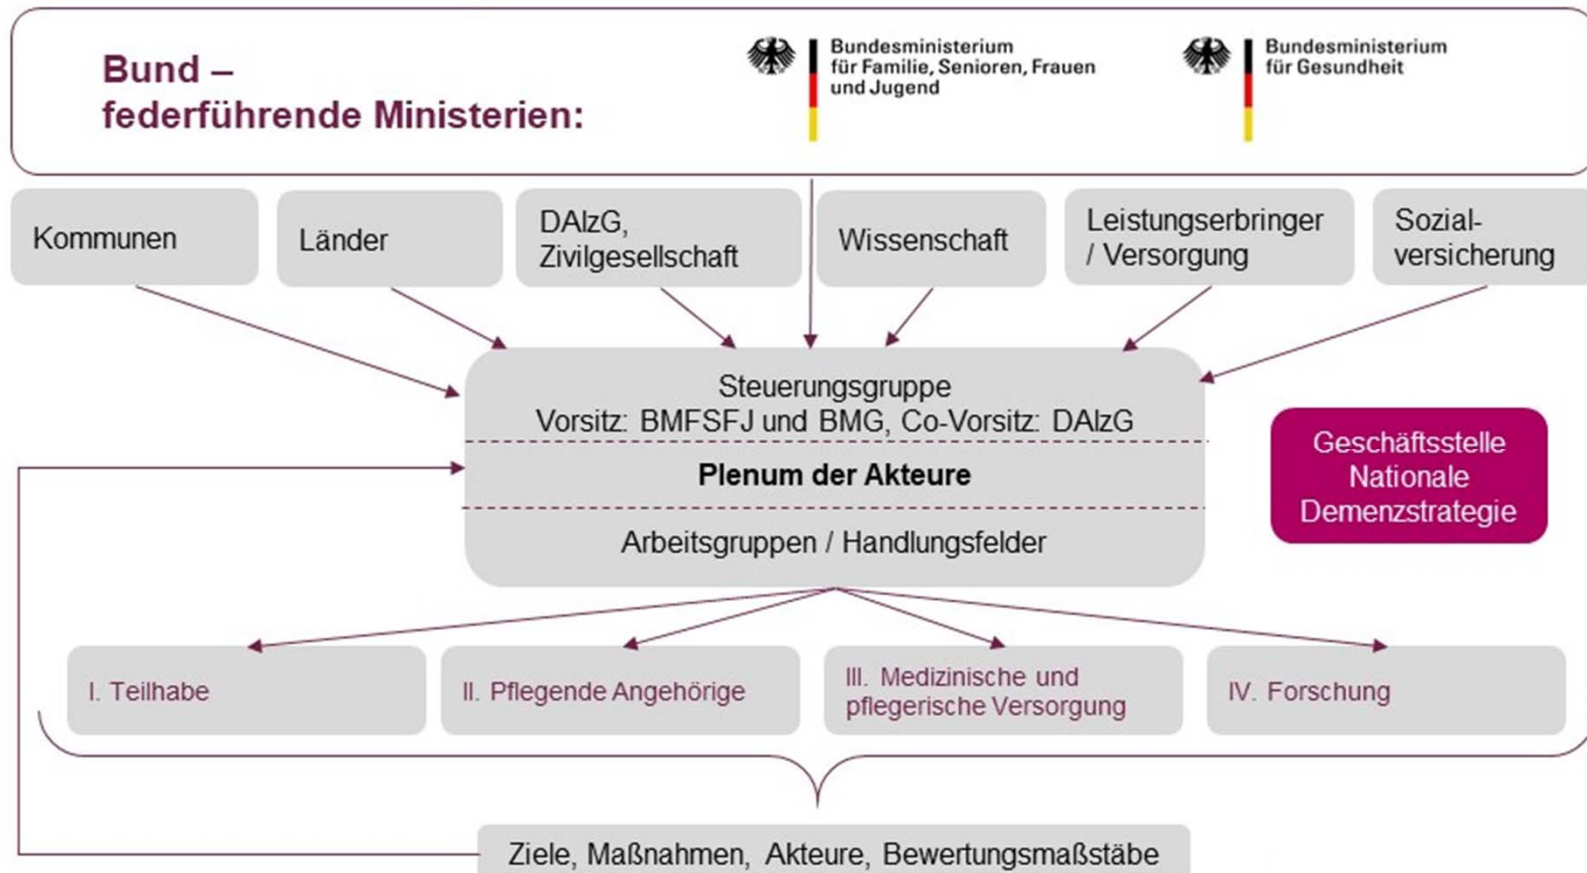 Bund –
federführende Ministerien:
Bundesministerium
für Familie, Senioren, Frauen
und Jugend
Bundesministerium
für Gesundheit
Kommunen
Länder
DAlzG,
Zivilgesellschaft
Wissenschaft
Leistungserbringer
/ Versorgung
Sozial-
versicherung
Steuerungsgruppe
Vorsitz: BMFSFJ und BMG, Co-Vorsitz: DAlzG
Plenum der Akteure
Arbeitsgruppen / Handlungsfelder
Geschäftsstelle
Nationale
Demenzstrategie
I. Teilhabe
II. Pflegende Angehörige
III. Medizinische und
pflegerische Versorgung
IV. Forschung
Ziele, Maßnahmen, Akteure, Bewertungsmaßstäbe